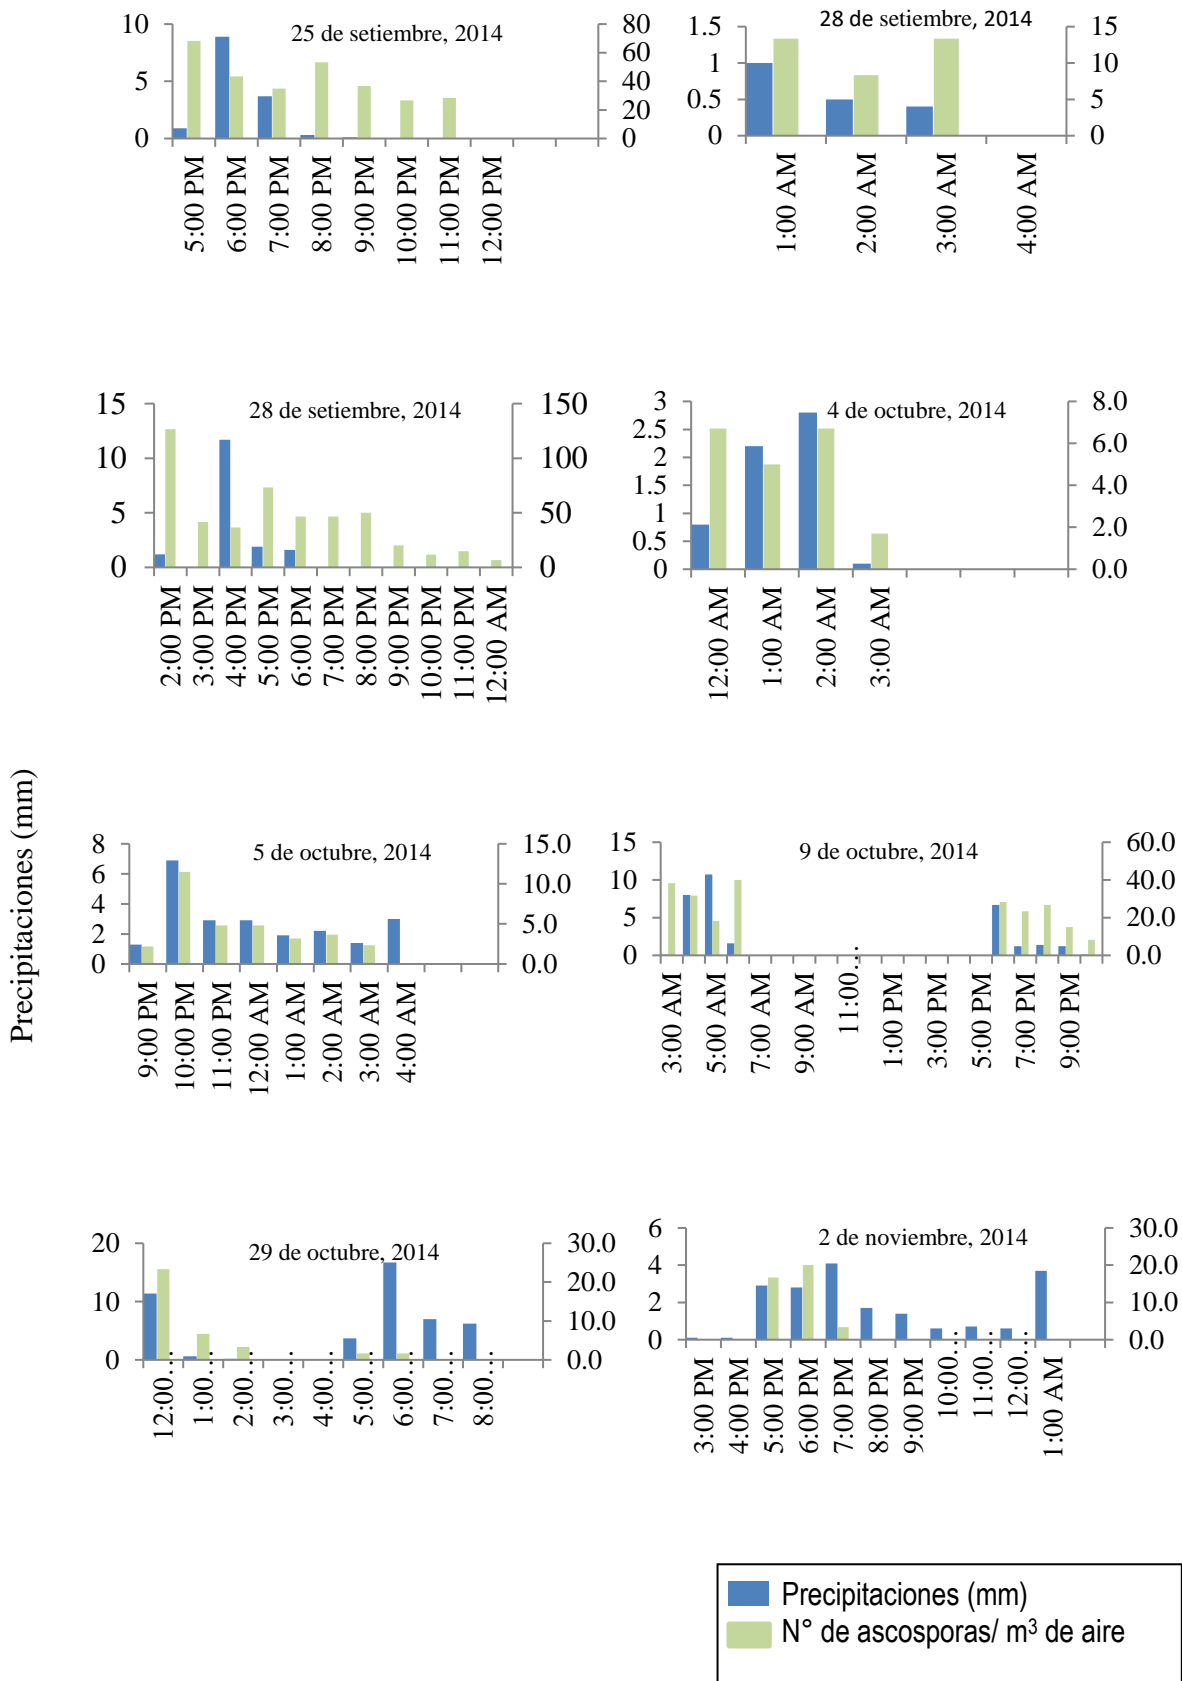 25 de setiembre, 2014
10
5
0
80
60
40
20
0
5:00 PM
6:00 PM
7:00 PM
8:00 PM
9:00 PM
10:00 PM
11:00 PM
12:00 PM
28 de setiembre, 2014
1.5
1
0.5
0
15
10
5
0
1:00 AM
2:00 AM
3:00 AM
4:00 AM
28 de setiembre, 2014
15
10
5
0
150
100
50
0
2:00 PM
3:00 PM
4:00 PM
5:00 PM
6:00 PM
7:00 PM
8:00 PM
9:00 PM
10:00 PM
11:00 PM
12:00 AM
4 de octubre, 2014
3
2.5
2
1.5
1
0.5
0
8.0
6.0
4.0
2.0
0.0
12:00 AM
1:00 AM
2:00 AM
3:00 AM
Precipitaciones (mm)
5 de octubre, 2014
8
6
4
2
0
15.0
10.0
5.0
0.0
9:00 PM
10:00 PM
11:00 PM
12:00 AM
1:00 AM
2:00 AM
3:00 AM
4:00 AM
9 de octubre, 2014
15
10
5
0
60.0
40.0
20.0
0.0
3:00 AM
5:00 AM
7:00 AM
9:00 AM
11:00…
1:00 PM
3:00 PM
5:00 PM
7:00 PM
9:00 PM
29 de octubre, 2014
20
10
0
30.0
20.0
10.0
0.0
12:00…
1:00…
2:00…
3:00…
4:00…
5:00…
6:00…
7:00…
8:00…
2 de noviembre, 2014
6
4
2
0
30.0
20.0
10.0
0.0
3:00 PM
4:00 PM
5:00 PM
6:00 PM
7:00 PM
8:00 PM
9:00 PM
10:00…
11:00…
12:00…
1:00 AM
Precipitaciones (mm)
N° de ascosporas/ m³ de aire